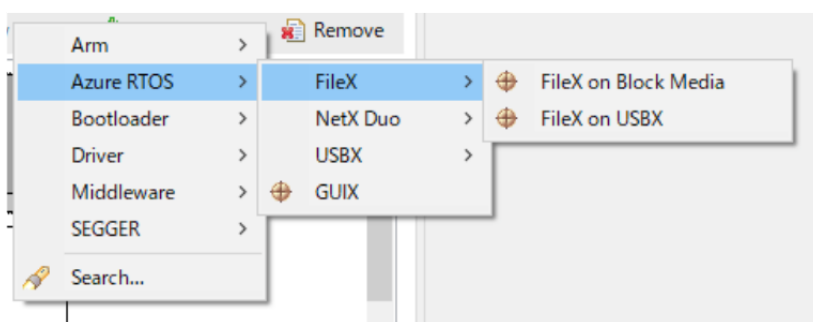 Remove
Arm
Azure RTOS
Bootloader
Driver
Middleware
SEGGER
Search...
FileX
NetX Duo
USBX
GUIX
FileX on Block Media
FileX on USBX